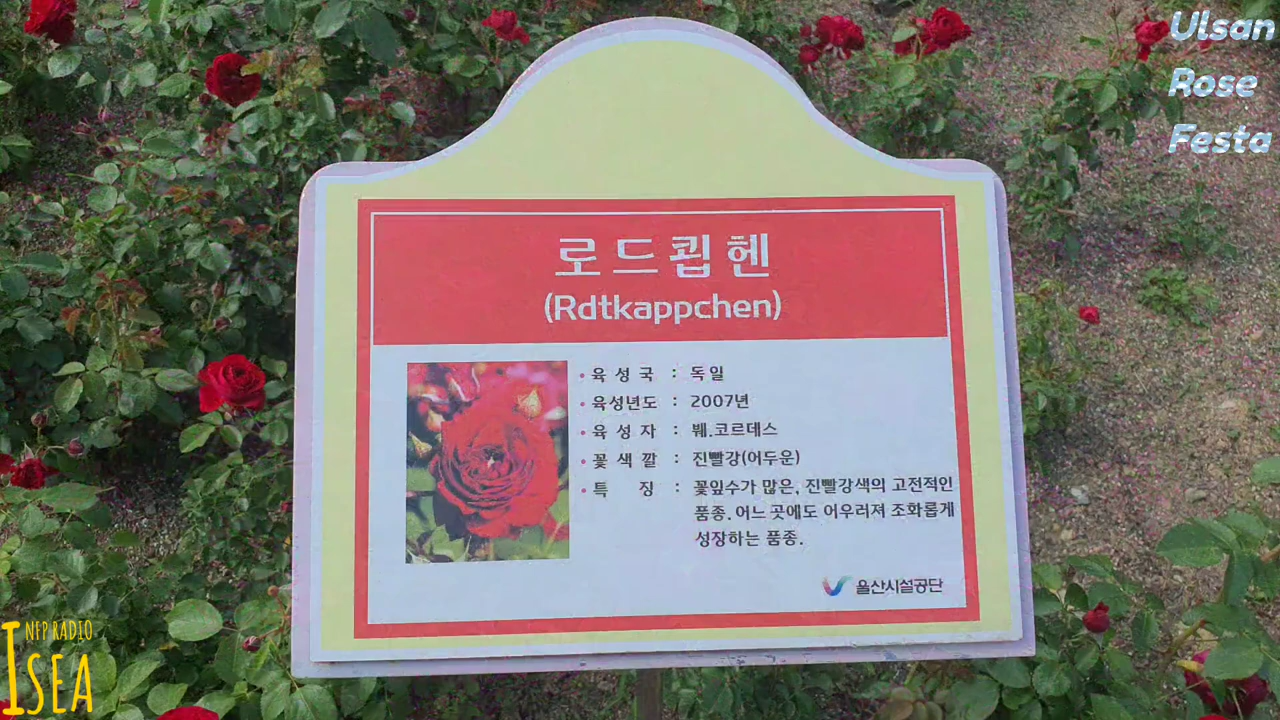 Ulsan
Rose
Festa
로드큅헨
(Rdtkappchen)
•육 성 국 : 독일
•육성년도 : 2007년
•육 성 자 : 붸.코르데스
•꽃 색 깔 : 진빨강(어두운)
•특 징 : 꽃잎수가 많은, 진빨강색의 고전적인
품종. 어느 곳에도 어우러져 조화롭게
성장하는 품종.
울산시설공단
NFP RADIO
ISEA